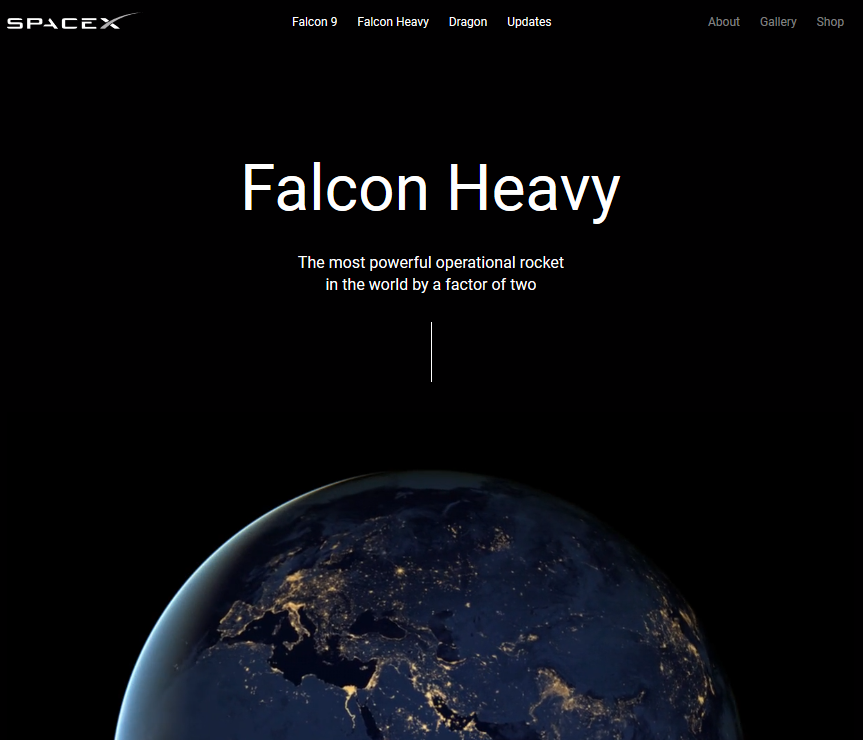 SPACEX Falcon 9 Falcon Heavy Dragon Updates About Gallery Shop
Falcon Heavy
The most powerful operational rocket
in the world by a factor of two